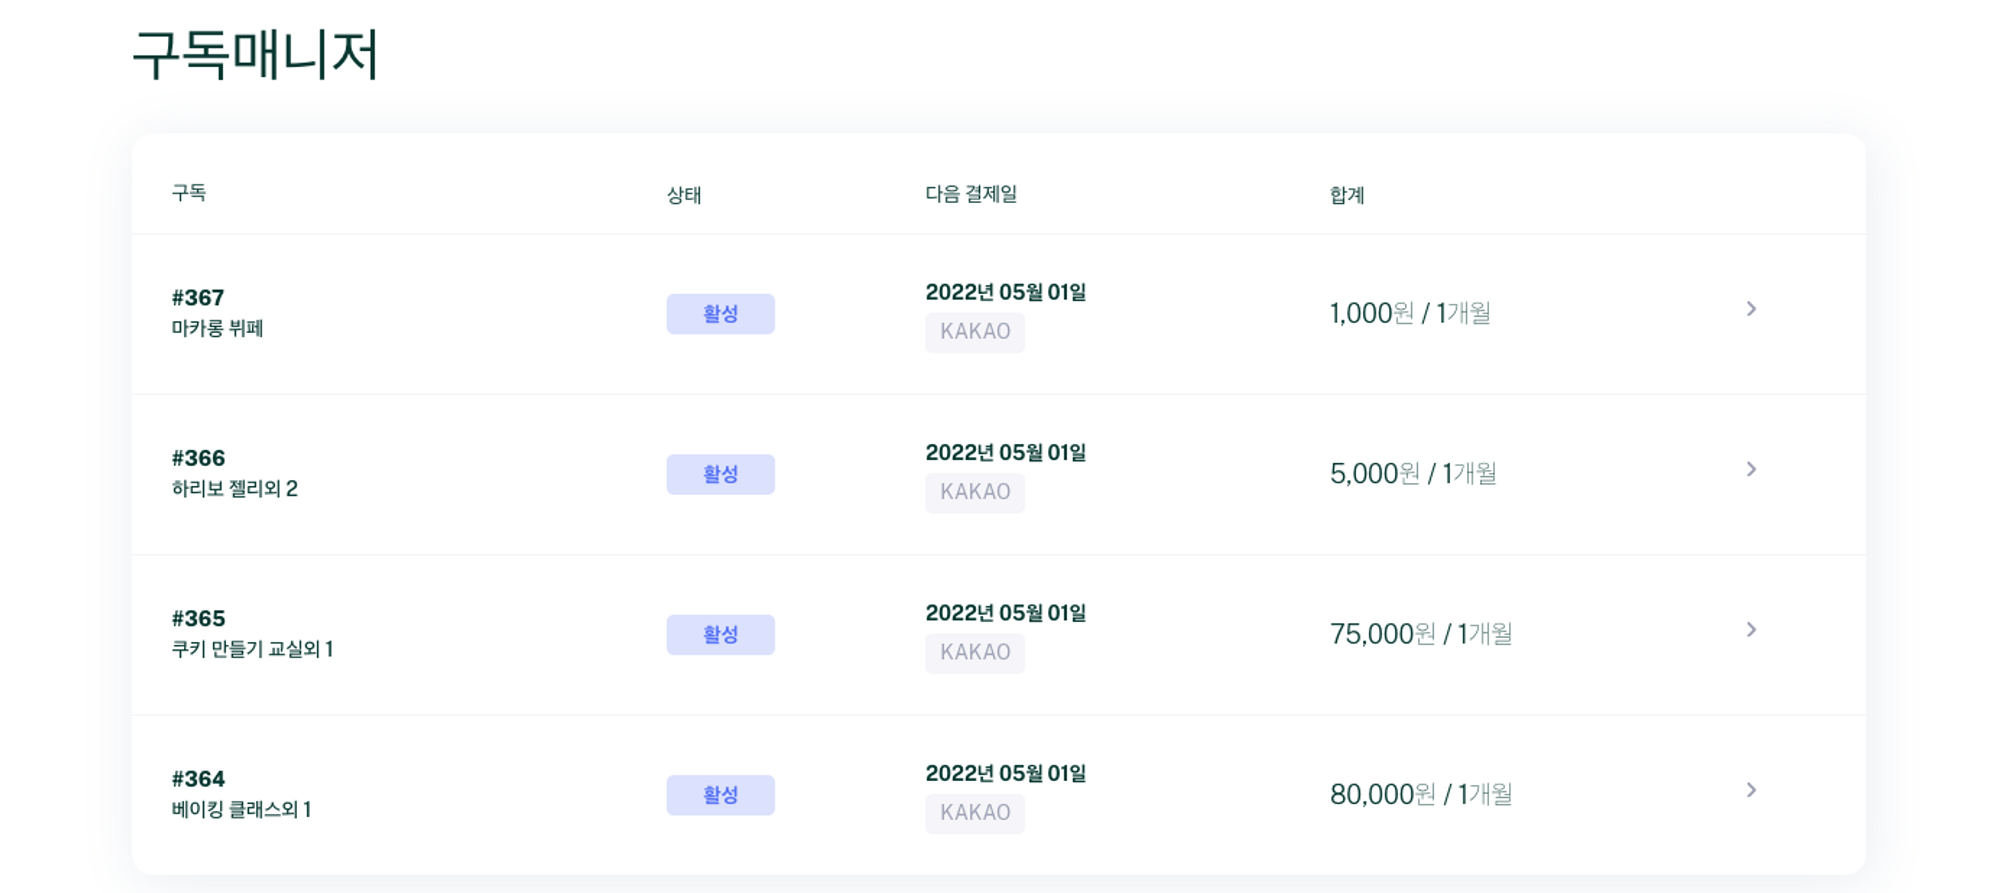 구독매니저
구독 상태 다음 결제일 합계
#367
마카롱 뷔페
활성
2022년 05월 01일
KAKAO
1,000원 / 1개월
#366
하리보 젤리외 2
활성
2022년 05월 01일
KAKAO
5,000원 / 1개월
#365
쿠키 만들기 교실외 1
활성
2022년 05월 01일
KAKAO
75,000원 / 1개월
#364
베이킹 클래스외 1
활성
2022년 05월 01일
KAKAO
80,000원 / 1개월